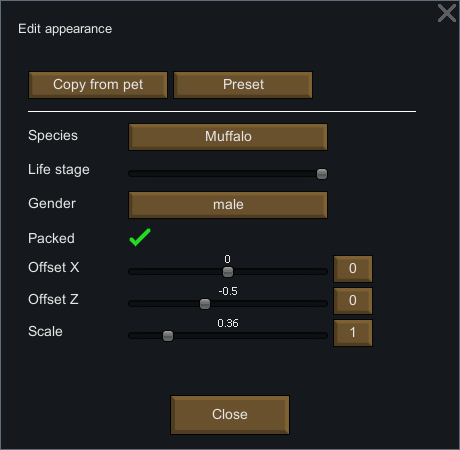 Edit appearance
Copy from pet Preset
Species Muffalo
Life stage
Gender male
Packed
0
Offset X 0
-0.5
Offset Z 0
0.36
Scale 1
Close